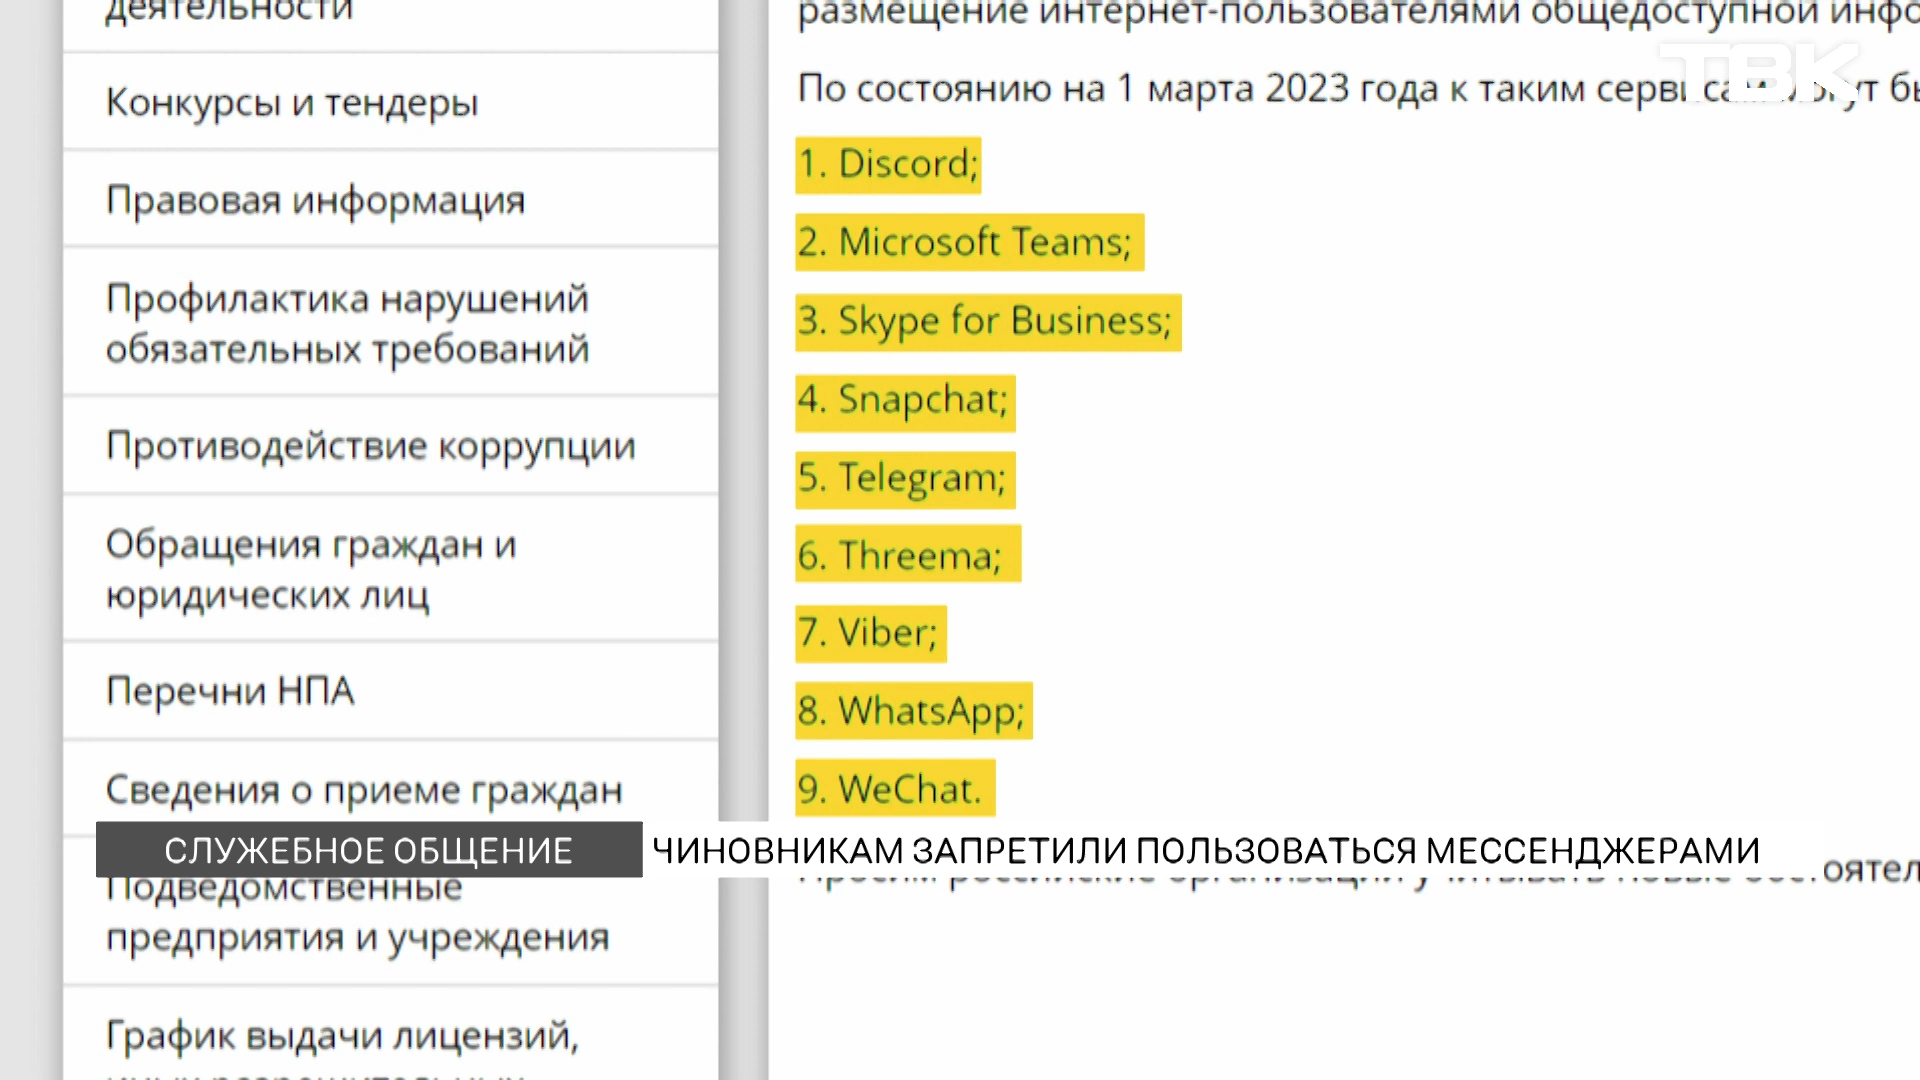 деятельности
Конкурсы и тендеры
Правовая информация
Профилактика нарушений
обязательных требований
Противодействие коррупции
Обращения граждан и
юридических лиц
Перечни НПА
Сведения о приеме граждан
Подведомственные
предприятия и учреждения
График выдачи лицензий,
размещение интернет-пользователями общедоступной инфо
По состоянию на 1 марта 2023 года к таким сервисам могут бы
ТВК
1. Discord;
2. Microsoft Teams;
3. Skype for Business;
4. Snapchat;
5. Telegram;
6. Threema;
7. Viber;
8. WhatsApp;
9. WeChat.
СЛУЖЕБНОЕ ОБЩЕНИЕ ЧИНОВНИКАМ ЗАПРЕТИЛИ ПОЛЬЗОВАТЬСЯ МЕССЕНДЖЕРАМИ